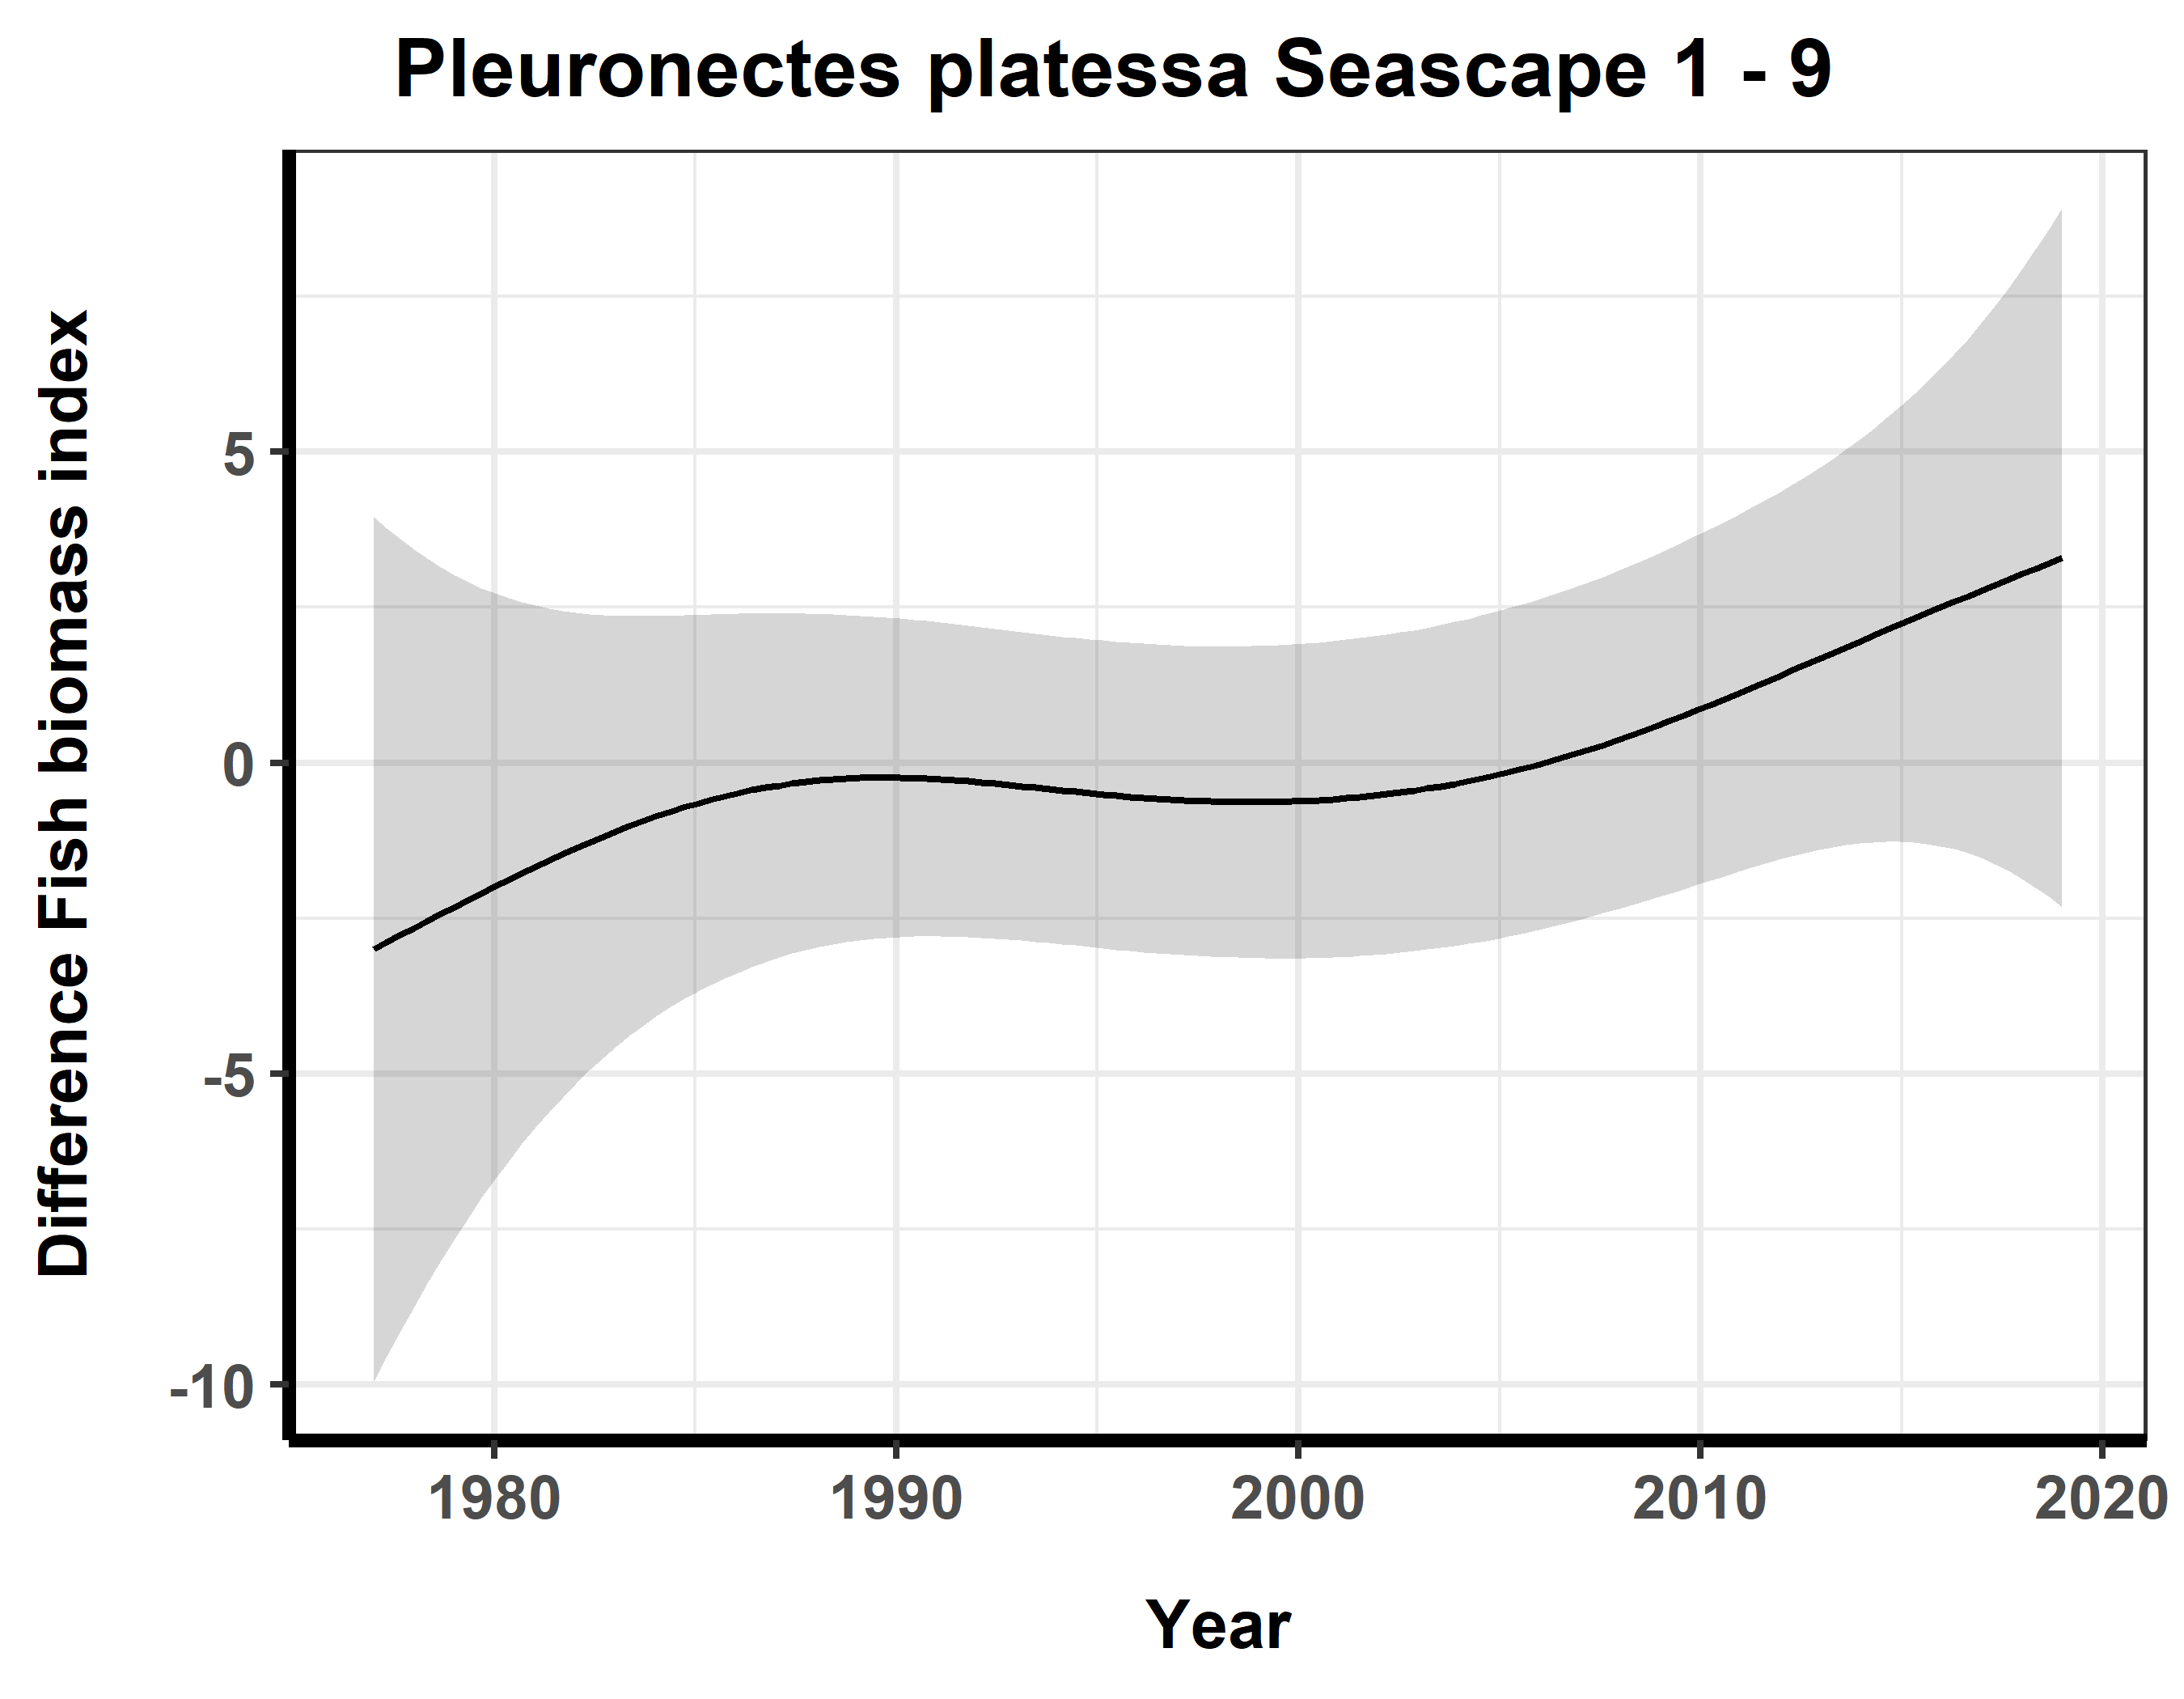 Pleuronectes platessa Seascape 1 - 9
Difference Fish biomass index
5
0
-5
-10
1980 1990 2000 2010 2020
Year